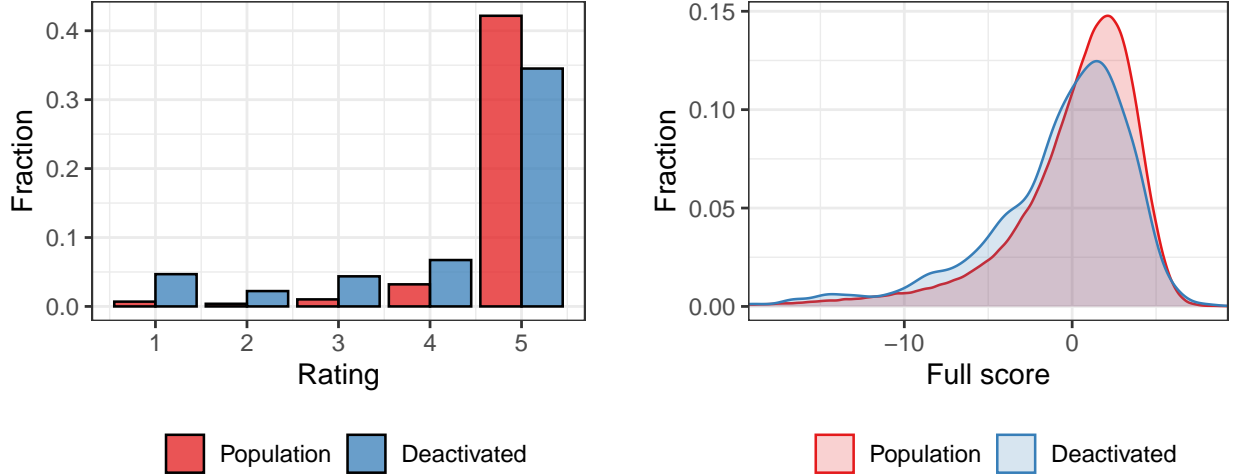 Fraction
0.4
0.3
0.2
0.1
0.0
1 2 3 4 5
Rating
Population Deactivated
Fraction
0.15
0.10
0.05
0.00
−10 0
Full score
Population Deactivated